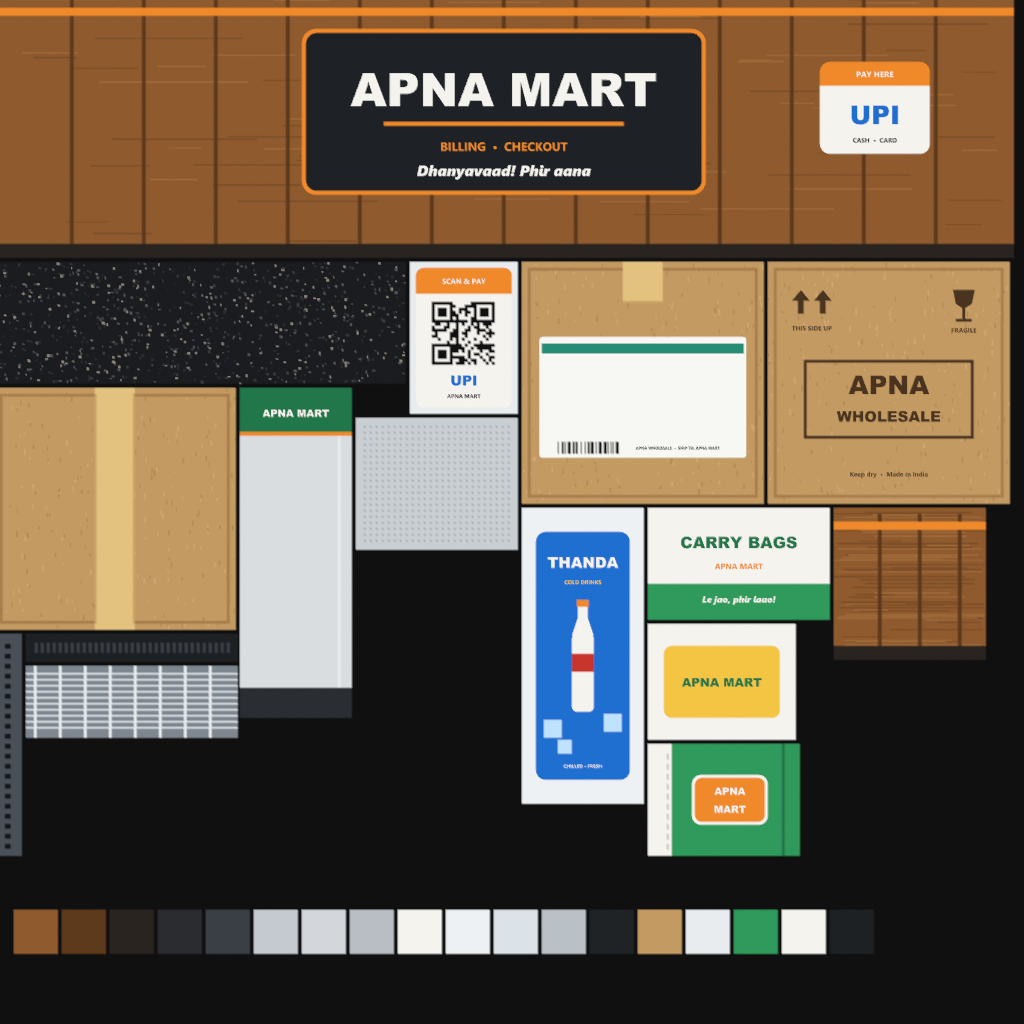 APNA MART
BILLING • CHECKOUT
Dhanyavaad! Phir aana
PAY HERE
UPI
CASH • CARD
SCAN & PAY
UPI
APNA MART
APNA WHOLESALE • SHIP TO: APNA MART
THIS SIDE UP
FRAGILE
APNA
WHOLESALE
Keep dry • Made in India
APNA MART
THANDA
COLD DRINKS
CHILLED • FRESH
CARRY BAGS
APNA MART
Le jao, phir laao!
APNA MART
APNA
MART